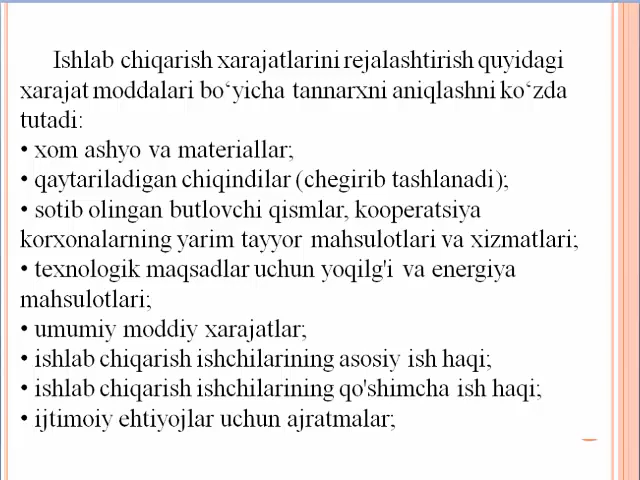 Ishlab chiqarish xarajatlarini rejalashtirish quyidagi
xarajat moddalari bo‘yicha tannarxni aniqlashni ko‘zda
tutadi:
• xom ashyo va materiallar;
• qaytariladigan chiqindilar (chegirib tashlanadi);
• sotib olingan butlovchi qismlar, kooperatsiya
korxonalarning yarim tayyor mahsulotlari va xizmatlari;
• texnologik maqsadlar uchun yoqilg'i va energiya
mahsulotlari;
• umumiy moddiy xarajatlar;
• ishlab chiqarish ishchilarining asosiy ish haqi;
• ishlab chiqarish ishchilarining qo'shimcha ish haqi;
• ijtimoiy ehtiyojlar uchun ajratmalar;